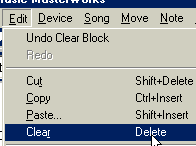 Music Masterworks
Edit Device Song Move Note
Undo Clear Block
Redo
Cut Shift+Delete
Copy Ctrl+Insert
Paste... Shift+Insert
Clear Delete